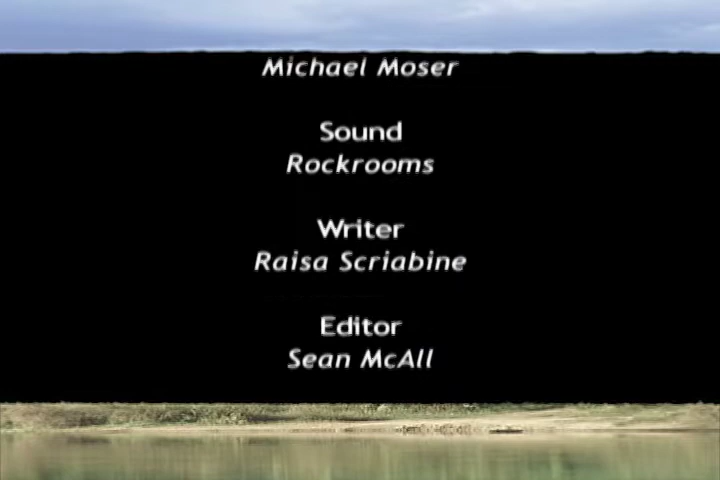 Michael Moser
Sound
Rockrooms
Writer
Raisa Scriabine
Editor
Sean McAll